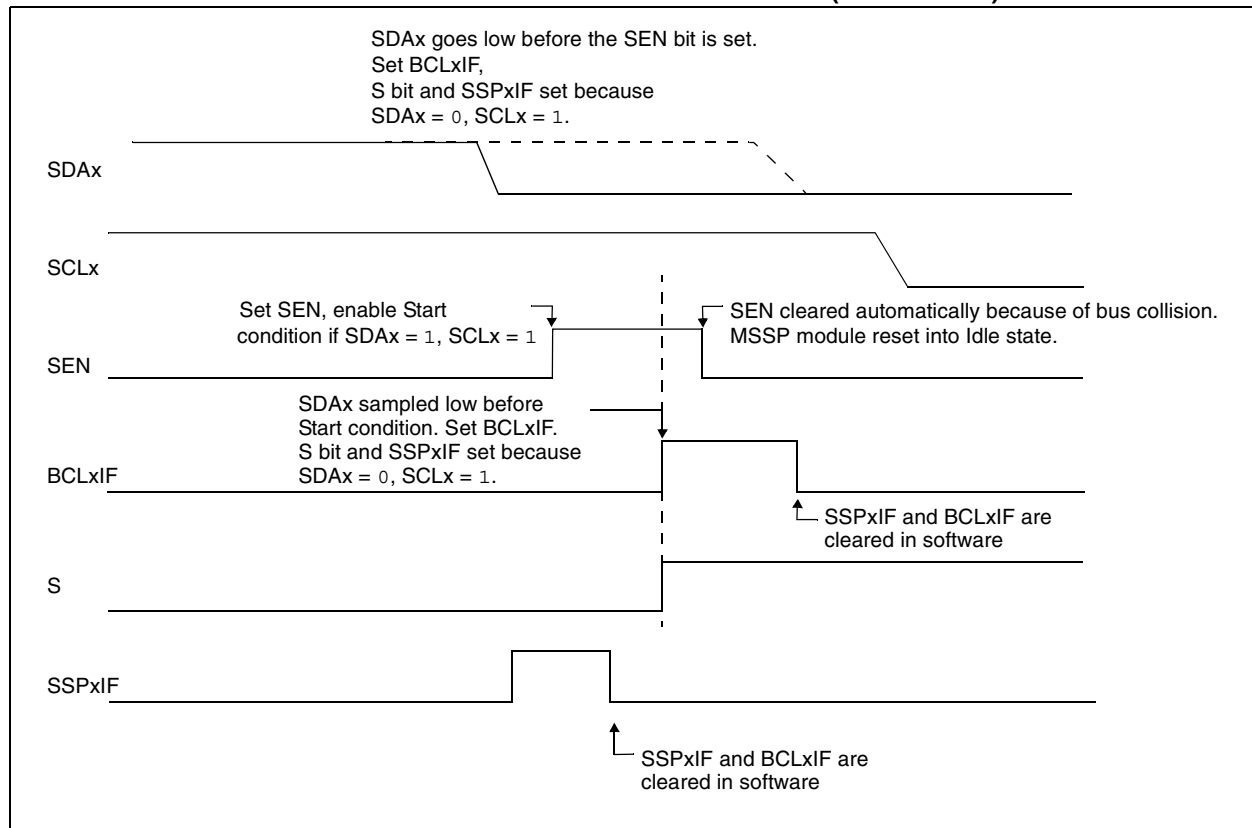 SDAx goes low before the SEN bit is set.
Set BCLxIF,
S bit and SSPxIF set because
SDAx = 0, SCLx = 1.
SDAx
SCLx
Set SEN, enable Start
condition if SDAx = 1, SCLx = 1
SEN cleared automatically because of bus collision.
MSSP module reset into Idle state.
SEN
SDAx sampled low before
Start condition. Set BCLxIF.
S bit and SSPxIF set because
SDAx = 0, SCLx = 1.
BCLxIF
SSPxIF and BCLxIF are
cleared in software
S
SSPxIF
SSPxIF and BCLxIF are
cleared in software